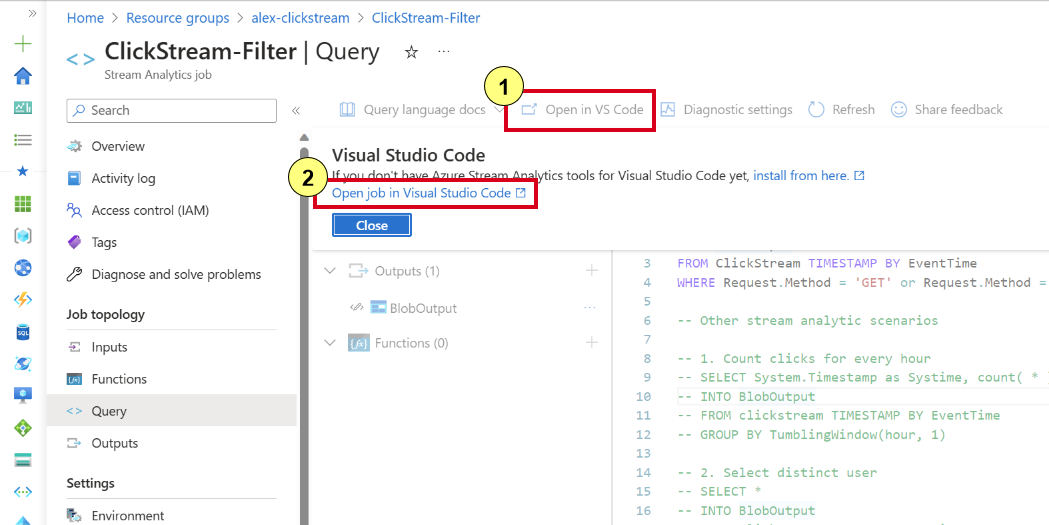 Home > Resource groups > alex-clickstream > ClickStream-Filter
ClickStream-Filter | Query
Stream Analytics job
Search
Overview
Activity log
Access control (IAM)
Tags
Diagnose and solve problems
Job topology
Inputs
Functions
Query
Outputs
Settings
Environment
1
Query language docs
Open in VS Code
Diagnostic settings
Refresh
Share feedback
Visual Studio Code
2
If you don't have Azure Stream Analytics tools for Visual Studio Code yet, install from here.
Open job in Visual Studio Code
Close
Outputs (1)
BlobOutput
Functions (0)
3 FROM ClickStream TIMESTAMP BY EventTime
4 WHERE Request.Method = 'GET' or Request.Method =
5
6 -- Other stream analytic scenarios
7
8 -- 1. Count clicks for every hour
9 -- SELECT System.Timestamp as Systime, count( *
10 -- INTO BlobOutput
11 -- FROM clickstream TIMESTAMP BY EventTime
12 -- GROUP BY TumblingWindow(hour, 1)
13
14 -- 2. Select distinct user
15 -- SELECT *
16 -- INTO BlobOutput